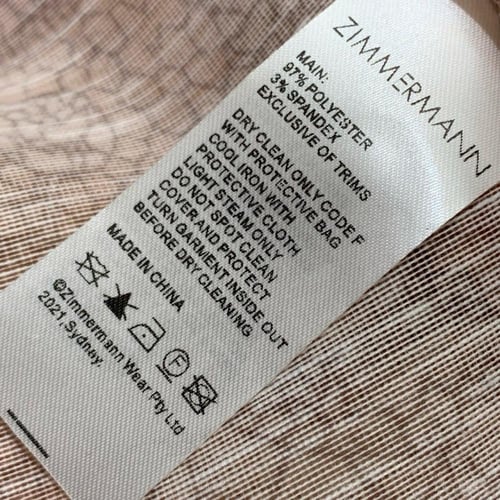 ZIMMERMANN
MAIN:
97% POLYESTER
3% SPANDEX
EXCLUSIVE OF TRIMS
DRY CLEAN ONLY CODE F
WITH PROTECTIVE BAG
COOL IRON WITH
PROTECTIVE CLOTH
LIGHT STEAM ONLY
DO NOT SPOT CLEAN
COVER AND PROTECT
TURN GARMENT INSIDE OUT
BEFORE DRY CLEANING
MADE IN CHINA
F
©Zimmermann Wear Pty Ltd
2021, Sydney.